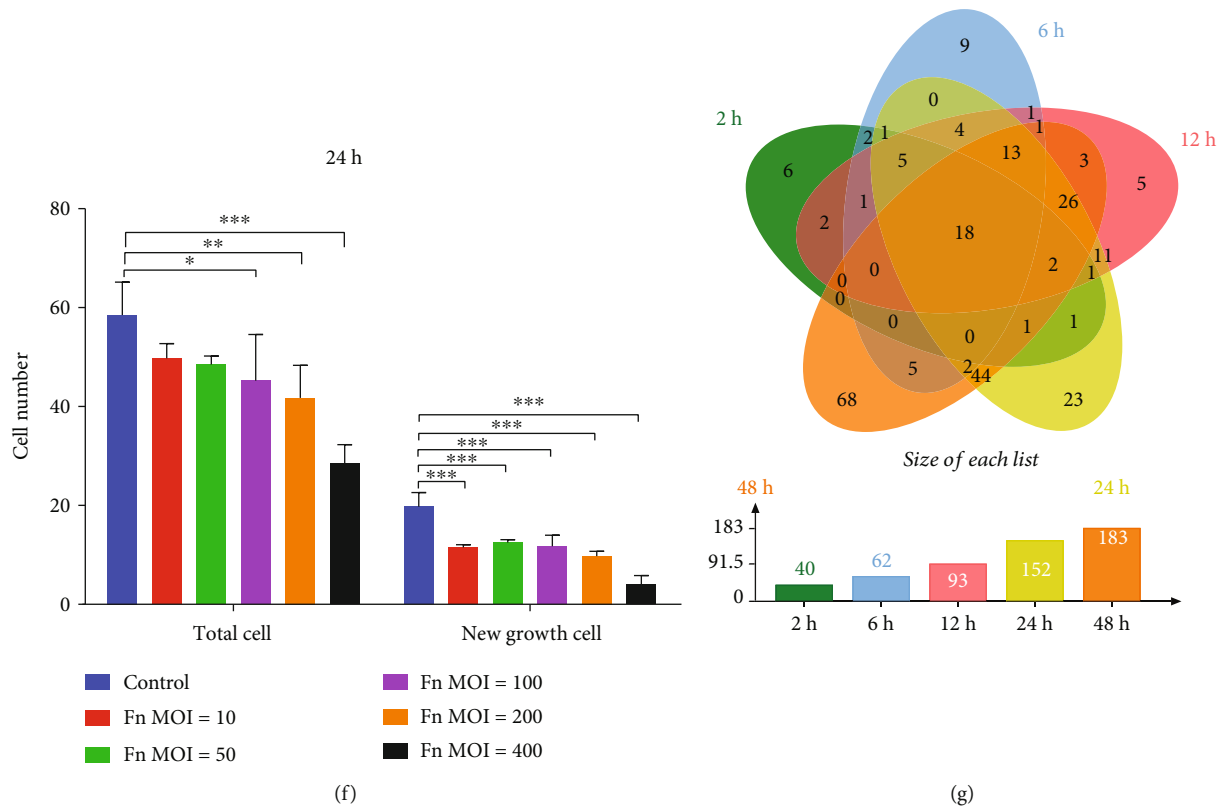 24 h
Cell number
80
60
40
20
0
***
**
*
***
***
***
***
***
Total cell
New growth cell
Control
Fn MOI = 10
Fn MOI = 50
Fn MOI = 100
Fn MOI = 200
Fn MOI = 400
(f)
6 h
2 h
12 h
9
0
1
1
2
1
4
6
5
13
3
5
1
26
2
18
11
0
2
1
0
0
0
1
1
0
5
2
44
68
23
Size of each list
48 h
24 h
183
91.5
0
40
62
93
152
183
2 h
6 h
12 h
24 h
48 h
(g)